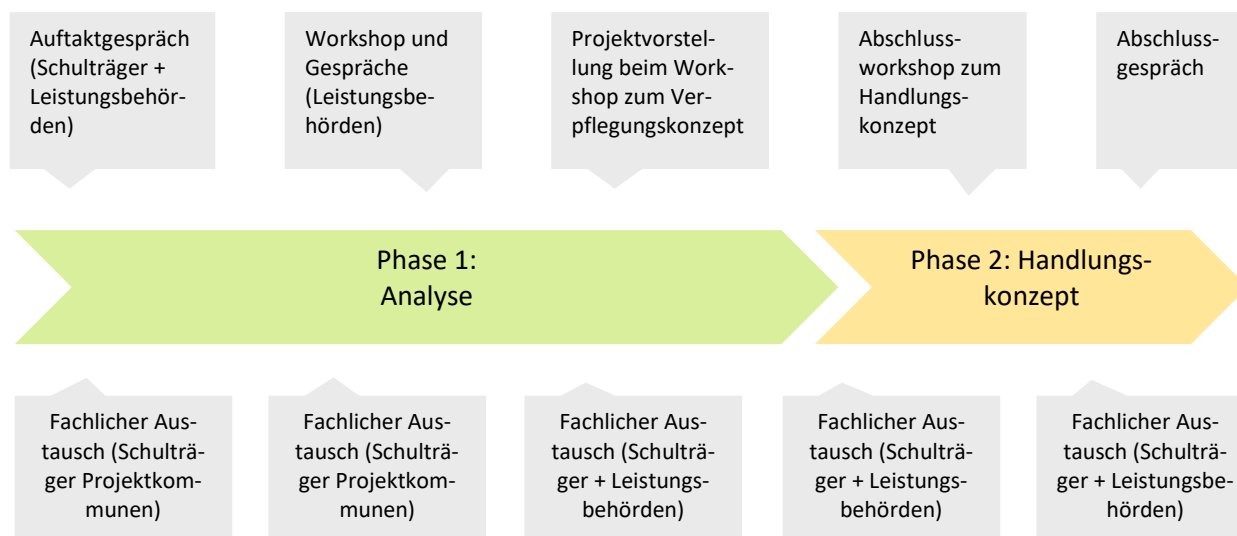 Auftaktgespräch
(Schulträger +
Leistungsbehör-
den)
Workshop und
Gespräche
(Leistungsbe-
hörden)
Projektvorstel-
lung beim Work-
shop zum Ver-
pflegungskonzept
Abschluss-
workshop zum
Handlungs-
konzept
Abschluss-
gespräch
Phase 1:
Analyse
Phase 2: Handlungs-
konzept
Fachlicher Aus-
tausch (Schulträ-
ger Projektkom-
munen)
Fachlicher Aus-
tausch (Schulträ-
ger Projektkom-
munen)
Fachlicher Aus-
tausch (Schulträ-
ger + Leistungs-
behörden)
Fachlicher Aus-
tausch (Schulträ-
ger + Leistungs-
behörden)
Fachlicher Aus-
tausch (Schulträ-
ger + Leistungsbe-
hörden)